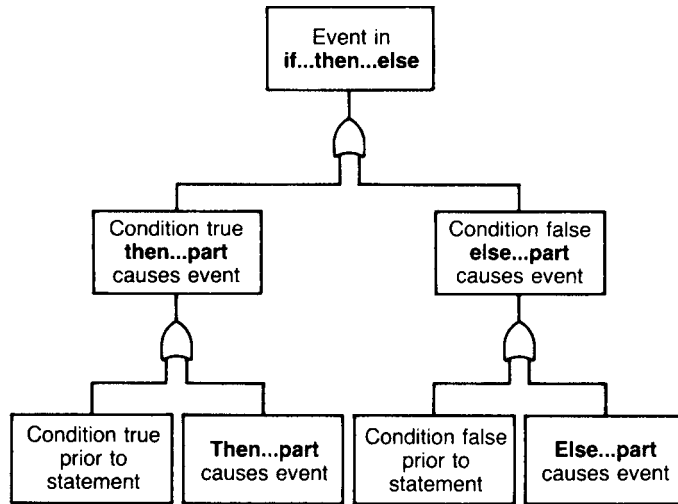 Event in
if...then...else
Condition true
then...part
causes event
Condition false
else...part
causes event
Condition true
prior to
statement
Then...part
causes event
Condition false
prior to
statement
Else...part
causes event